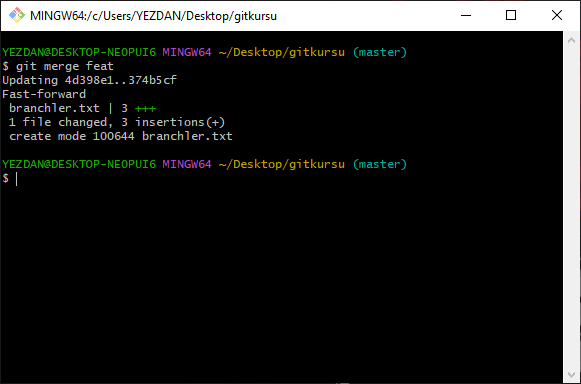 MINGW64:/c/Users/YEZDAN/Desktop/gitkursu
YEZDAN@DESKTOP-NEOPUI6 MINGW64 ~/Desktop/gitkursu (master)
$ git merge feat
Updating 4d398e1..374b5cf
Fast-forward
 branchler.txt | 3 +++
 1 file changed, 3 insertions(+)
 create mode 100644 branchler.txt
YEZDAN@DESKTOP-NEOPUI6 MINGW64 ~/Desktop/gitkursu (master)
$